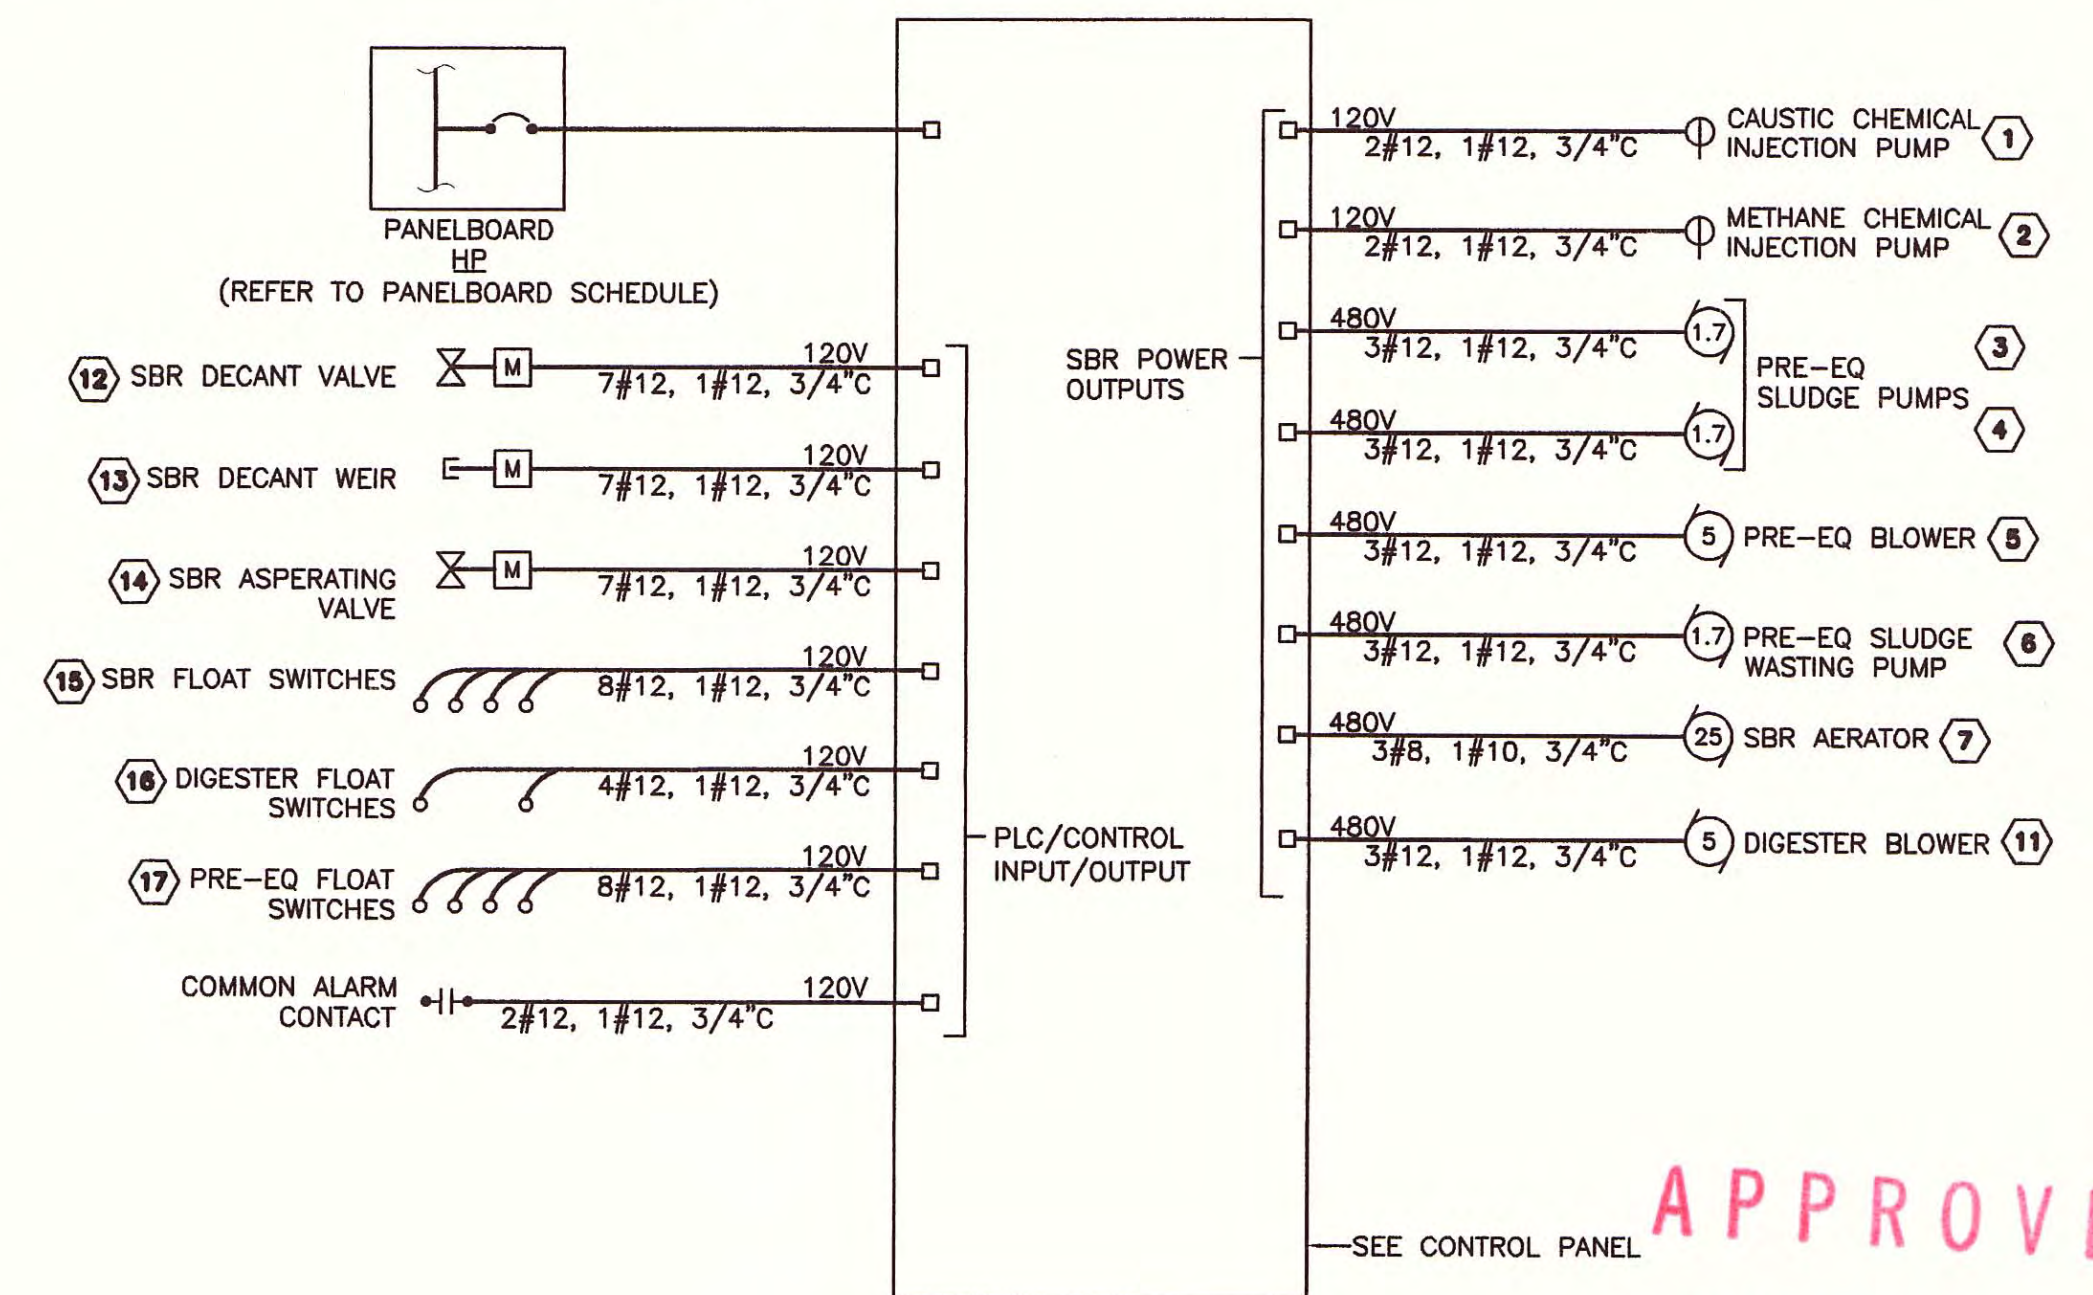 PANELBOARD
HP
(REFER TO PANELBOARD SCHEDULE)
12 SBR DECANT VALVE
M
120V
7#12, 1#12, 3/4"C
13 SBR DECANT WEIR
M
120V
7#12, 1#12, 3/4"C
14 SBR ASPERATING
VALVE
M
120V
7#12, 1#12, 3/4"C
15 SBR FLOAT SWITCHES
120V
8#12, 1#12, 3/4"C
16 DIGESTER FLOAT
SWITCHES
120V
4#12, 1#12, 3/4"C
17 PRE-EQ FLOAT
SWITCHES
120V
8#12, 1#12, 3/4"C
COMMON ALARM
CONTACT
120V
2#12, 1#12, 3/4"C
PLC/CONTROL
INPUT/OUTPUT
SBR POWER
OUTPUTS
120V
2#12, 1#12, 3/4"C
CAUSTIC CHEMICAL
INJECTION PUMP
1
120V
2#12, 1#12, 3/4"C
METHANE CHEMICAL
INJECTION PUMP
2
480V
3#12, 1#12, 3/4"C
1.7
3
PRE-EQ
SLUDGE PUMPS
480V
3#12, 1#12, 3/4"C
1.7
4
480V
3#12, 1#12, 3/4"C
5
PRE-EQ BLOWER 5
480V
3#12, 1#12, 3/4"C
1.7
PRE-EQ SLUDGE
WASTING PUMP
6
480V
3#8, 1#10, 3/4"C
25
SBR AERATOR 7
480V
3#12, 1#12, 3/4"C
5
DIGESTER BLOWER 11
SEE CONTROL PANEL
APPROV